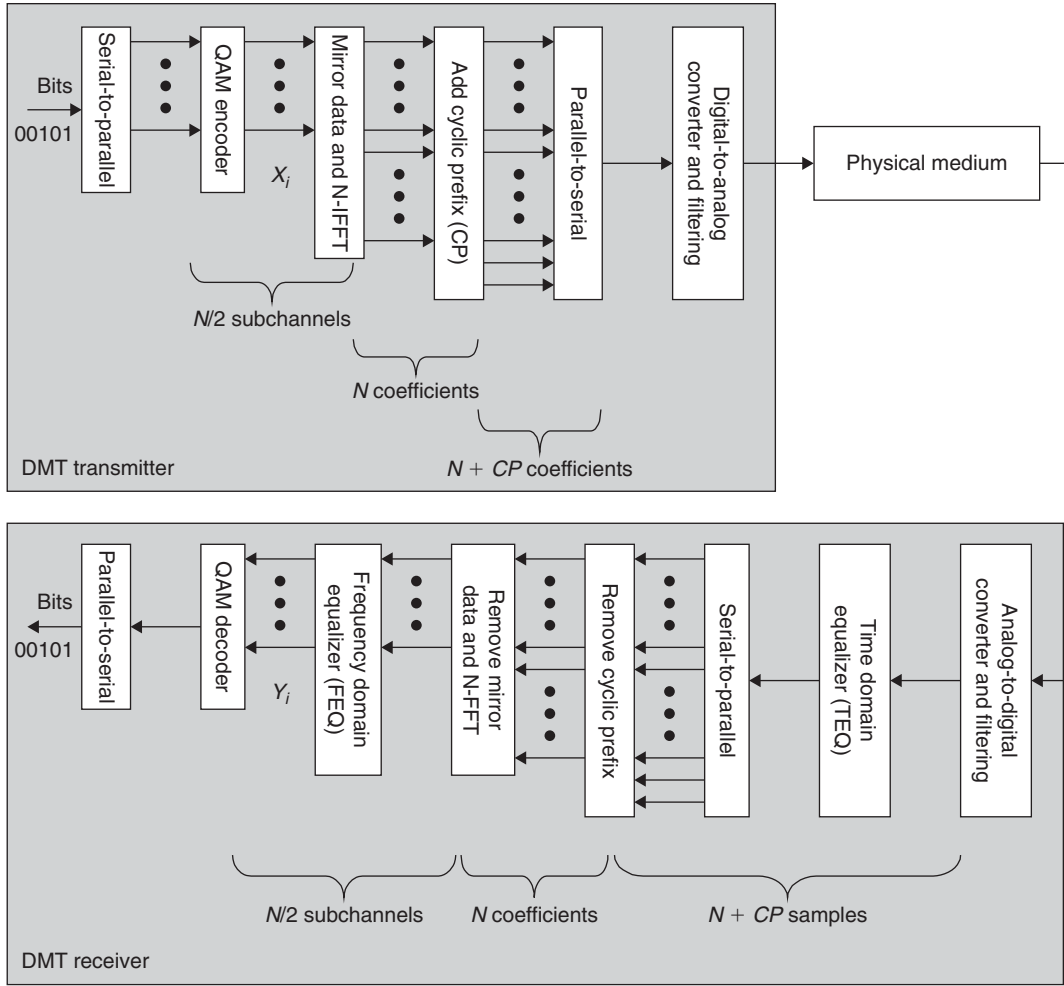 Bits
00101
Serial-to-parallel
QAM encoder
Xi
Mirror data and N-IFFT
Add cyclic prefix (CP)
Parallel-to-serial
Digital-to-analog
converter and filtering
Physical medium
N/2 subchannels
N coefficients
N + CP coefficients
DMT transmitter
Bits
00101
Parallel-to-serial
QAM decoder
Yi
Frequency domain
equalizer (FEQ)
Remove mirror
data and N-FFT
Remove cyclic prefix
Serial-to-parallel
Time domain
equalizer (TEQ)
Analog-to-digital
converter and filtering
N/2 subchannels
N coefficients
N + CP samples
DMT receiver